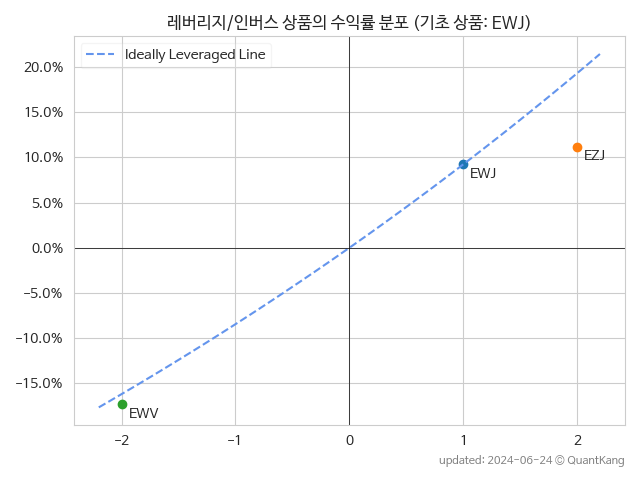 레버리지/인버스 상품의 수익률 분포 (기초 상품: EWJ)
Ideally Leveraged Line
20.0%
15.0%
10.0%
5.0%
0.0%
−5.0%
−10.0%
−15.0%
EZJ
EWJ
EWV
−2
−1
0
1
2
updated: 2024-06-24 © QuantKang